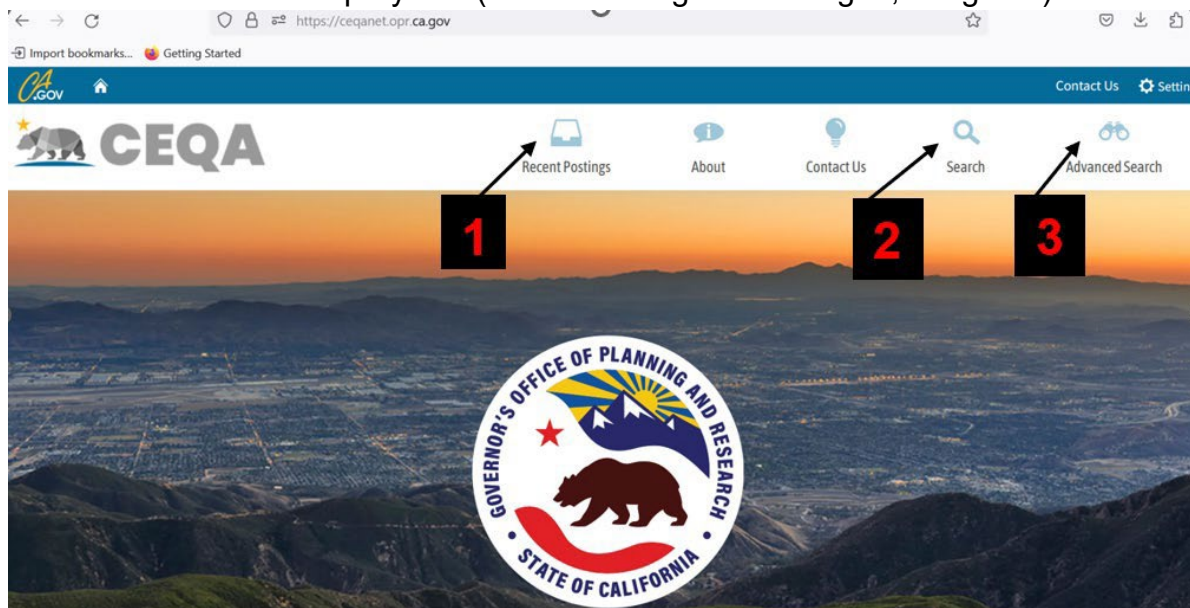 https://ceqanet.opr.ca.gov
Import bookmarks... Getting Started
CA.GOV Contact Us Settin
CEQA
Recent Postings About Contact Us Search Advanced Search
1 2 3
GOVERNOR'S OFFICE OF PLANNING AND RESEARCH
STATE OF CALIFORNIA